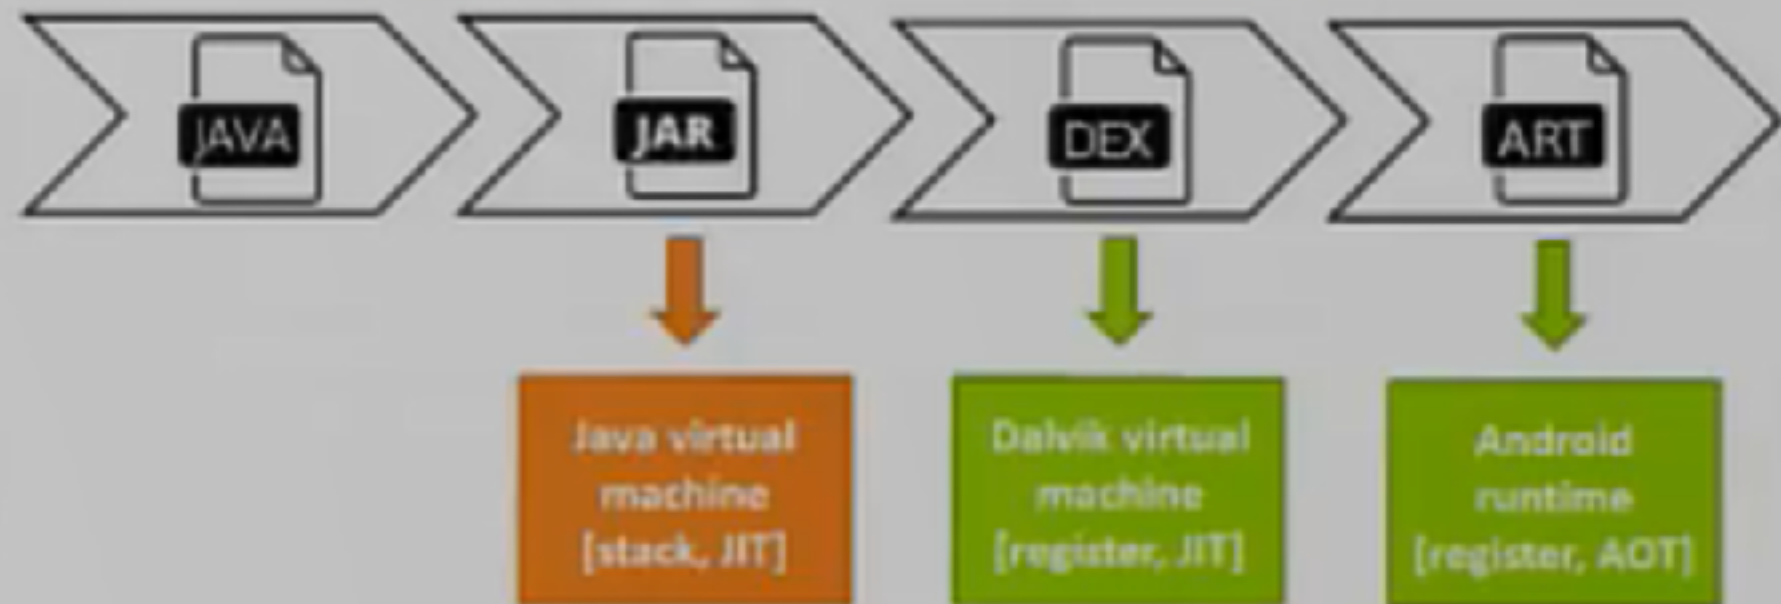 JAVA
JAR
DEX
ART
Java virtual
machine
[stack, JIT]
Dalvik virtual
machine
[register, JIT]
Android
runtime
[register, AOT]